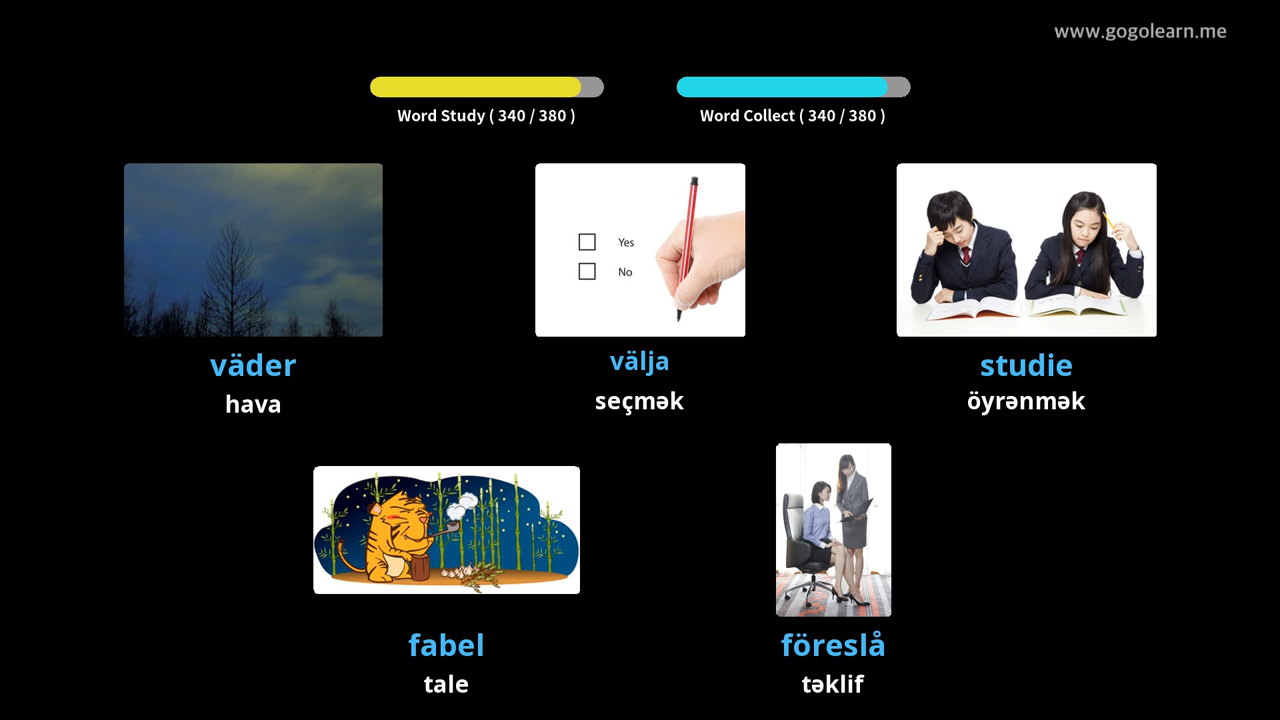 www.gogolearn.me
Word Study ( 340 / 380 )
Word Collect ( 340 / 380 )
Yes
No
väder
hava
välja
seçmək
studie
öyrənmək
fabel
tale
föreslå
təklif